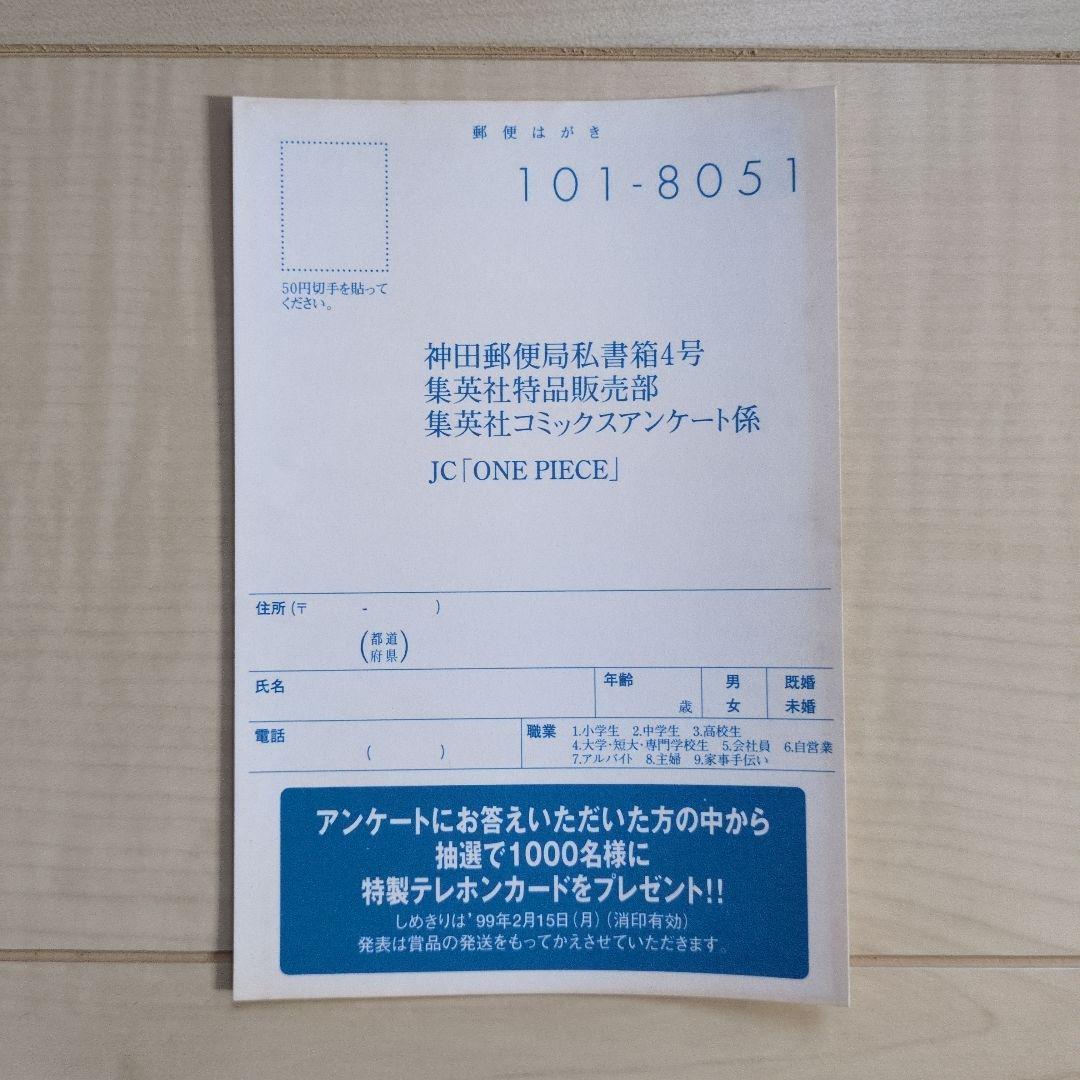 郵便はがき
101-8051
50円切手を貼って
ください。
神田郵便局私書箱4号
集英社特品販売部
集英社コミックスアンケート係
JC「ONE PIECE」
住所(〒 - )
(都道
府県)
氏名
年齢
歳
男
女
既婚
未婚
電話
( )
職業 1.小学生 2.中学生 3.高校生
4.大学・短大・専門学校生 5.会社員 6.自営業
7.アルバイト 8.主婦 9.家事手伝い
アンケートにお答えいただいた方の中から
抽選で1000名様に
特製テレホンカードをプレゼント!!
しめきりは’99年2月15日(月)(消印有効)
発表は賞品の発送をもってかえさせていただきます。